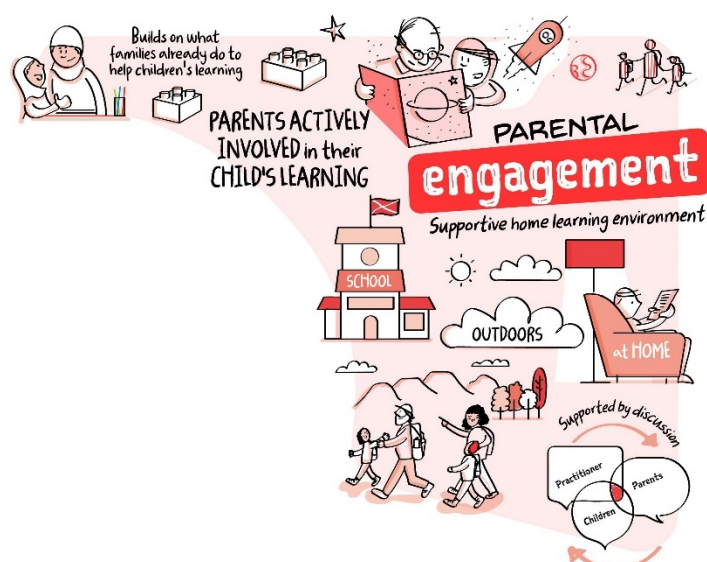 Builds on what
families already do to
help children's learning
PARENTS ACTIVELY
INVOLVED in their
CHILD'S LEARNING
PARENTAL
engagement
Supportive home learning environment
SCHOOL
OUTDOORS
at HOME
Supported by discussion
Practitioner
Parents
Children